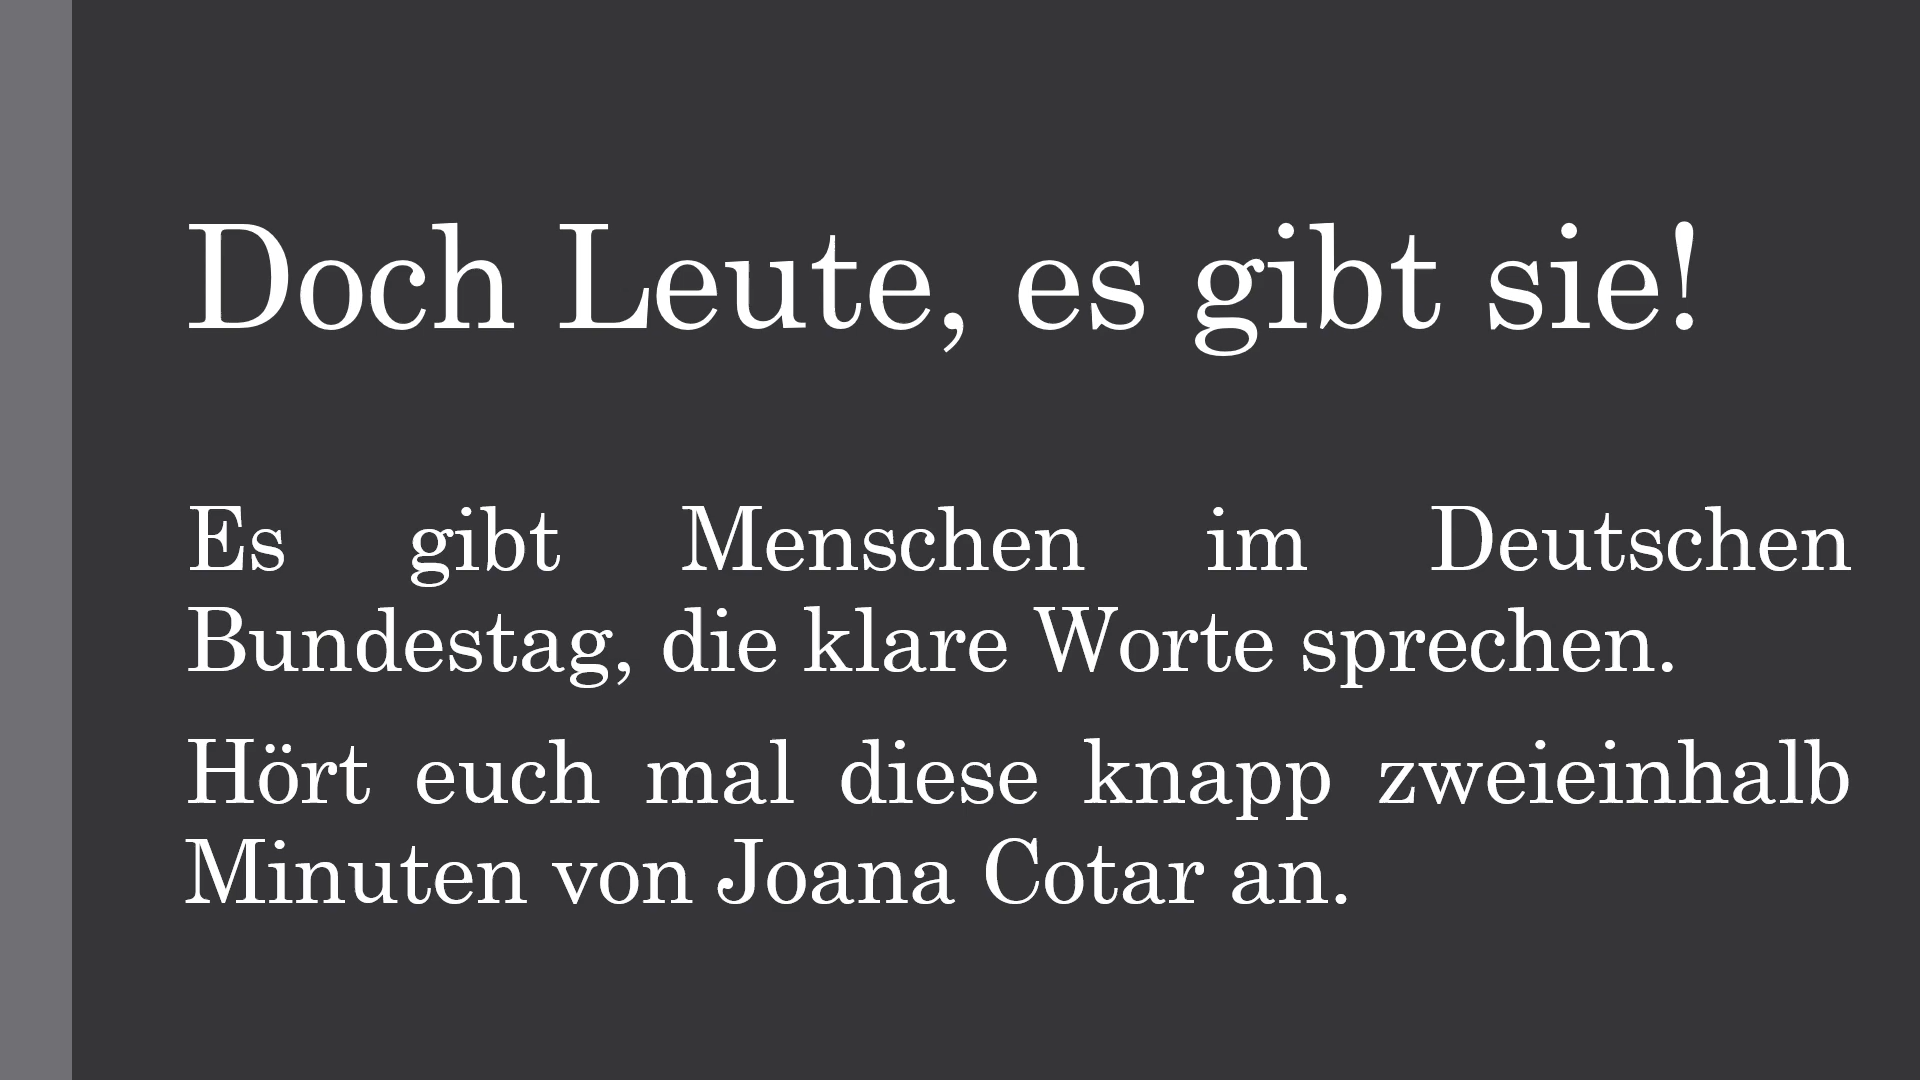 Doch Leute, es gibt sie!
Es gibt Menschen im Deutschen
Bundestag, die klare Worte sprechen.
Hört euch mal diese knapp zweieinhalb
Minuten von Joana Cotar an.